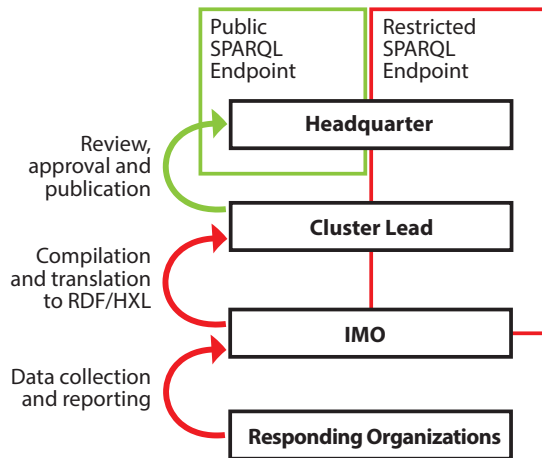 Public
SPARQL
Endpoint
Restricted
SPARQL
Endpoint
Headquarter
Review,
approval and
publication
Cluster Lead
Compilation
and translation
to RDF/HXL
IMO
Data collection
and reporting
Responding Organizations